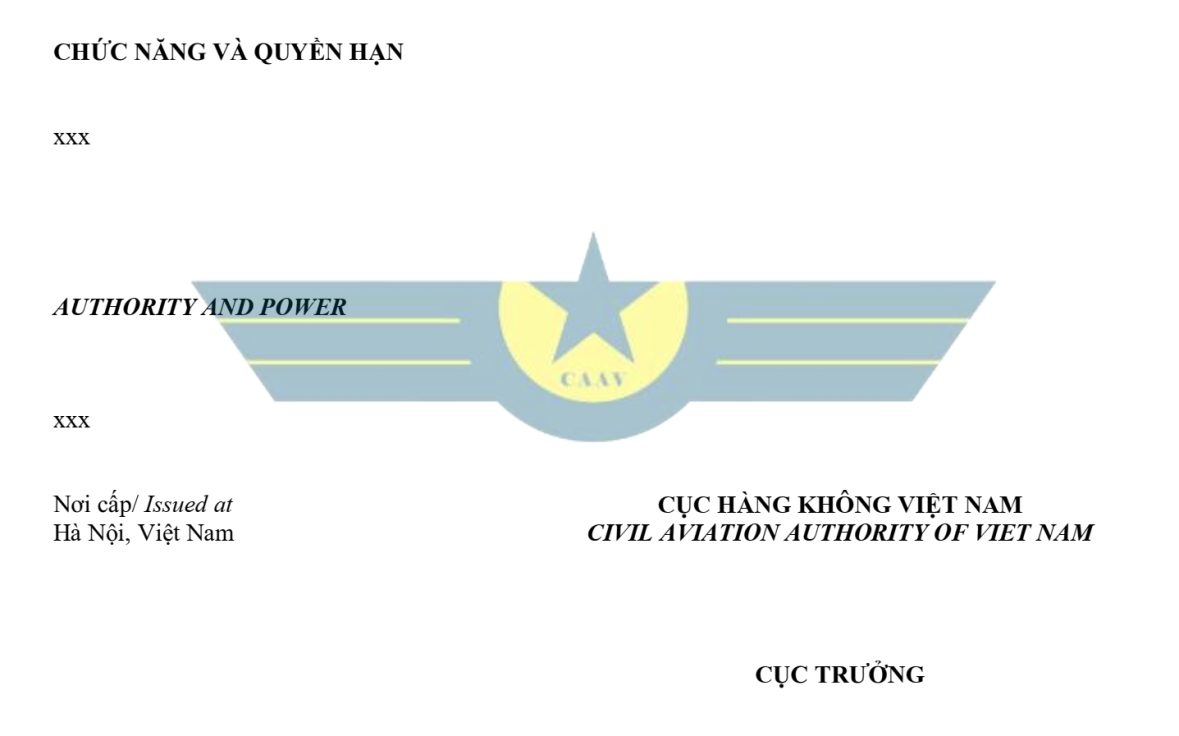 CHỨC NĂNG VÀ QUYỀN HẠN
xxx
AUTHORITY AND POWER
CAAV
xxx
Nơi cấp/ Issued at
Hà Nội, Việt Nam
CỤC HÀNG KHÔNG VIỆT NAM
CIVIL AVIATION AUTHORITY OF VIET NAM
CỤC TRƯỞNG